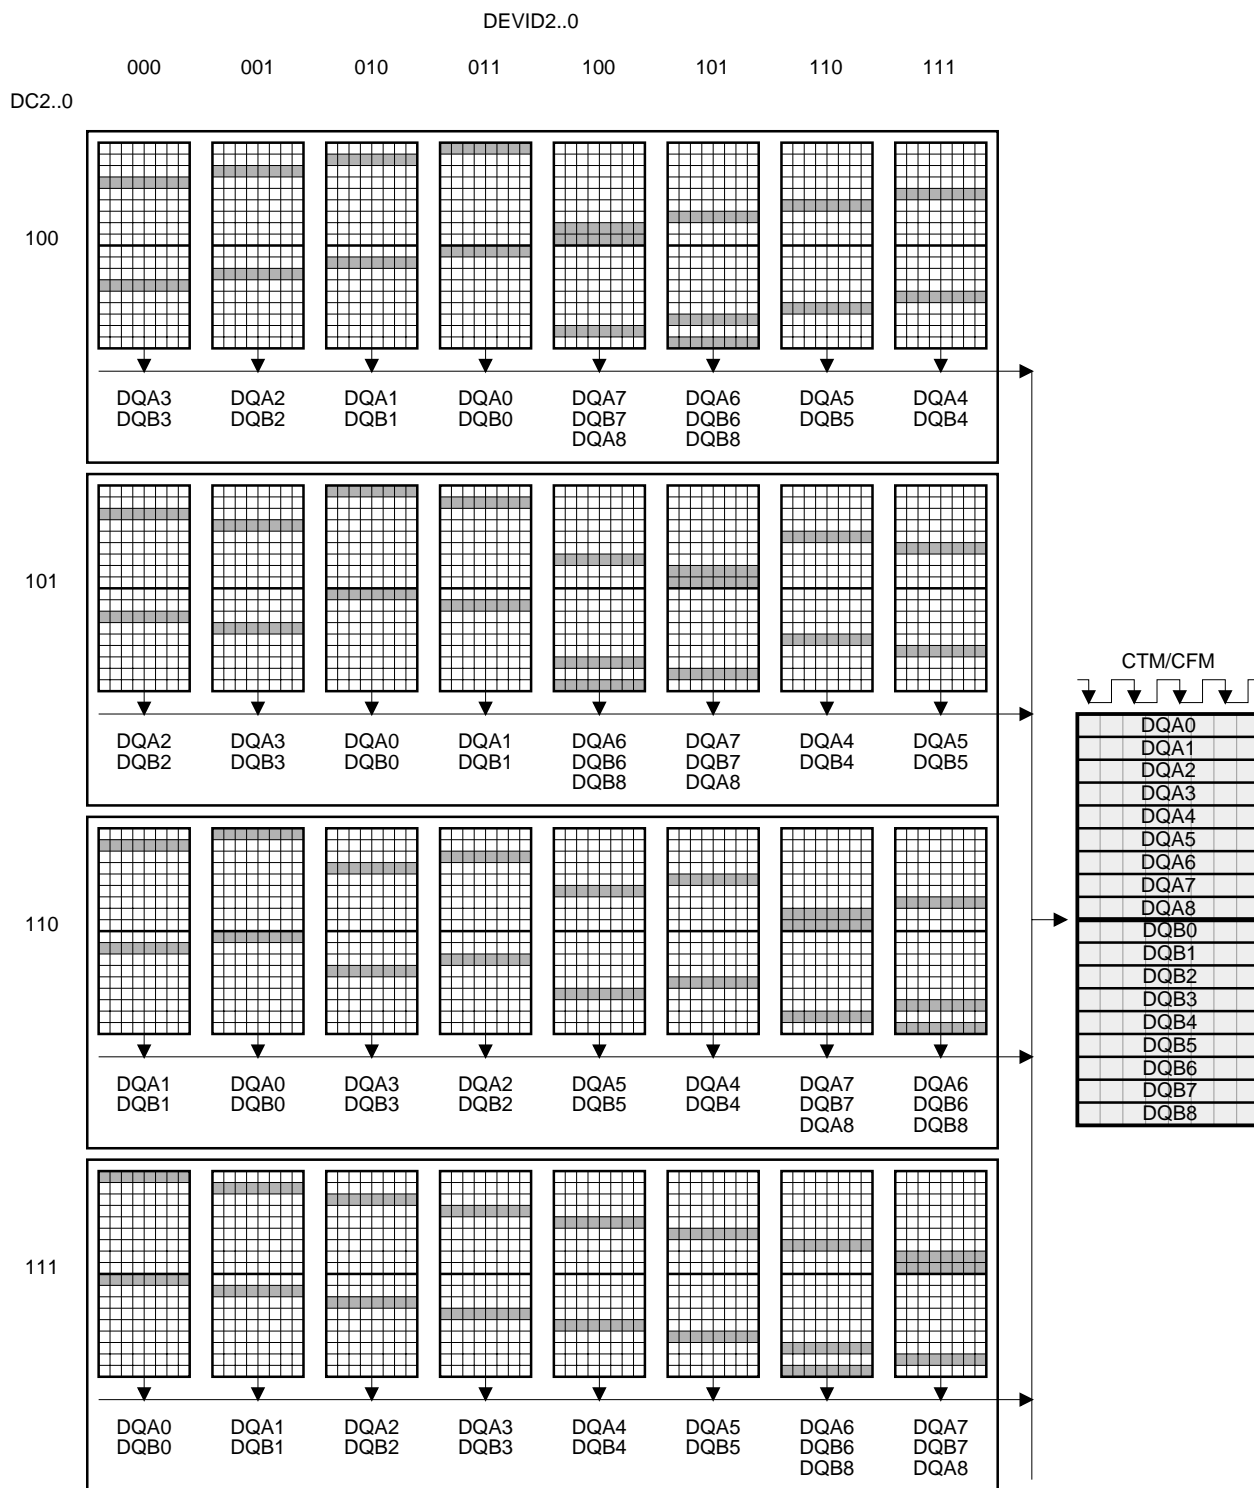 DEVID2..0
000 001 010 011 100 101 110 111
DC2..0
100
DQA3 DQA2 DQA1 DQA0 DQA7 DQA6 DQA5 DQA4
DQB3 DQB2 DQB1 DQB0 DQB7 DQB6 DQB5 DQB4
DQA8 DQB8
101
DQA2 DQA3 DQA0 DQA1 DQA6 DQA7 DQA4 DQA5
DQB2 DQB3 DQB0 DQB1 DQB6 DQB7 DQB4 DQB5
DQB8 DQA8
110
DQA1 DQA0 DQA3 DQA2 DQA5 DQA4 DQA7 DQA6
DQB1 DQB0 DQB3 DQB2 DQB5 DQB4 DQB7 DQB6
DQA8 DQB8
111
DQA0 DQA1 DQA2 DQA3 DQA4 DQA5 DQA6 DQA7
DQB0 DQB1 DQB2 DQB3 DQB4 DQB5 DQB6 DQB7
DQB8 DQA8
CTM/CFM
DQA0
DQA1
DQA2
DQA3
DQA4
DQA5
DQA6
DQA7
DQA8
DQB0
DQB1
DQB2
DQB3
DQB4
DQB5
DQB6
DQB7
DQB8